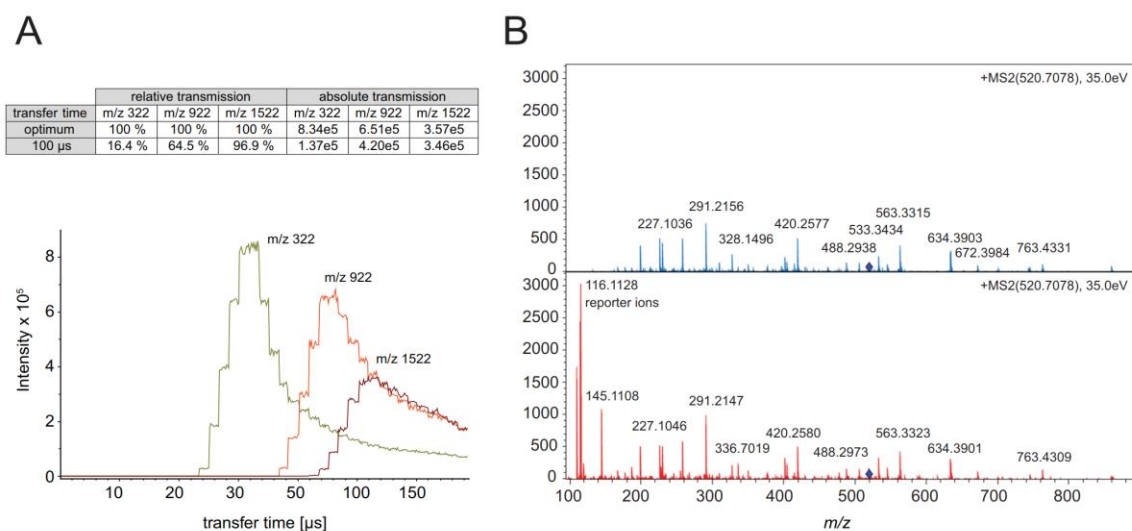 A
relative transmission absolute transmission
transfer time m/z 322 m/z 922 m/z 1522 m/z 322 m/z 922 m/z 1522
optimum 100 % 100 % 100 % 8.34e5 6.51e5 3.57e5
100 µs 16.4 % 64.5 % 96.9 % 1.37e5 4.20e5 3.46e5
Intensity x 10⁵
8
6
4
2
0
m/z 322
m/z 922
m/z 1522
10 20 30 50 100 150
transfer time [µs]
B
+MS2(520.7078), 35.0eV
3000
2500
2000
1500
1000
500
0
227.1036
291.2156
328.1496
420.2577
488.2938
533.3434
563.3315
634.3903
672.3984
763.4331
+MS2(520.7078), 35.0eV
3000
2500
2000
1500
1000
500
0
116.1128
reporter ions
145.1108
227.1046
291.2147
336.7019
420.2580
488.2973
563.3323
634.3901
763.4309
100 200 300 400 500 600 700 800
m/z